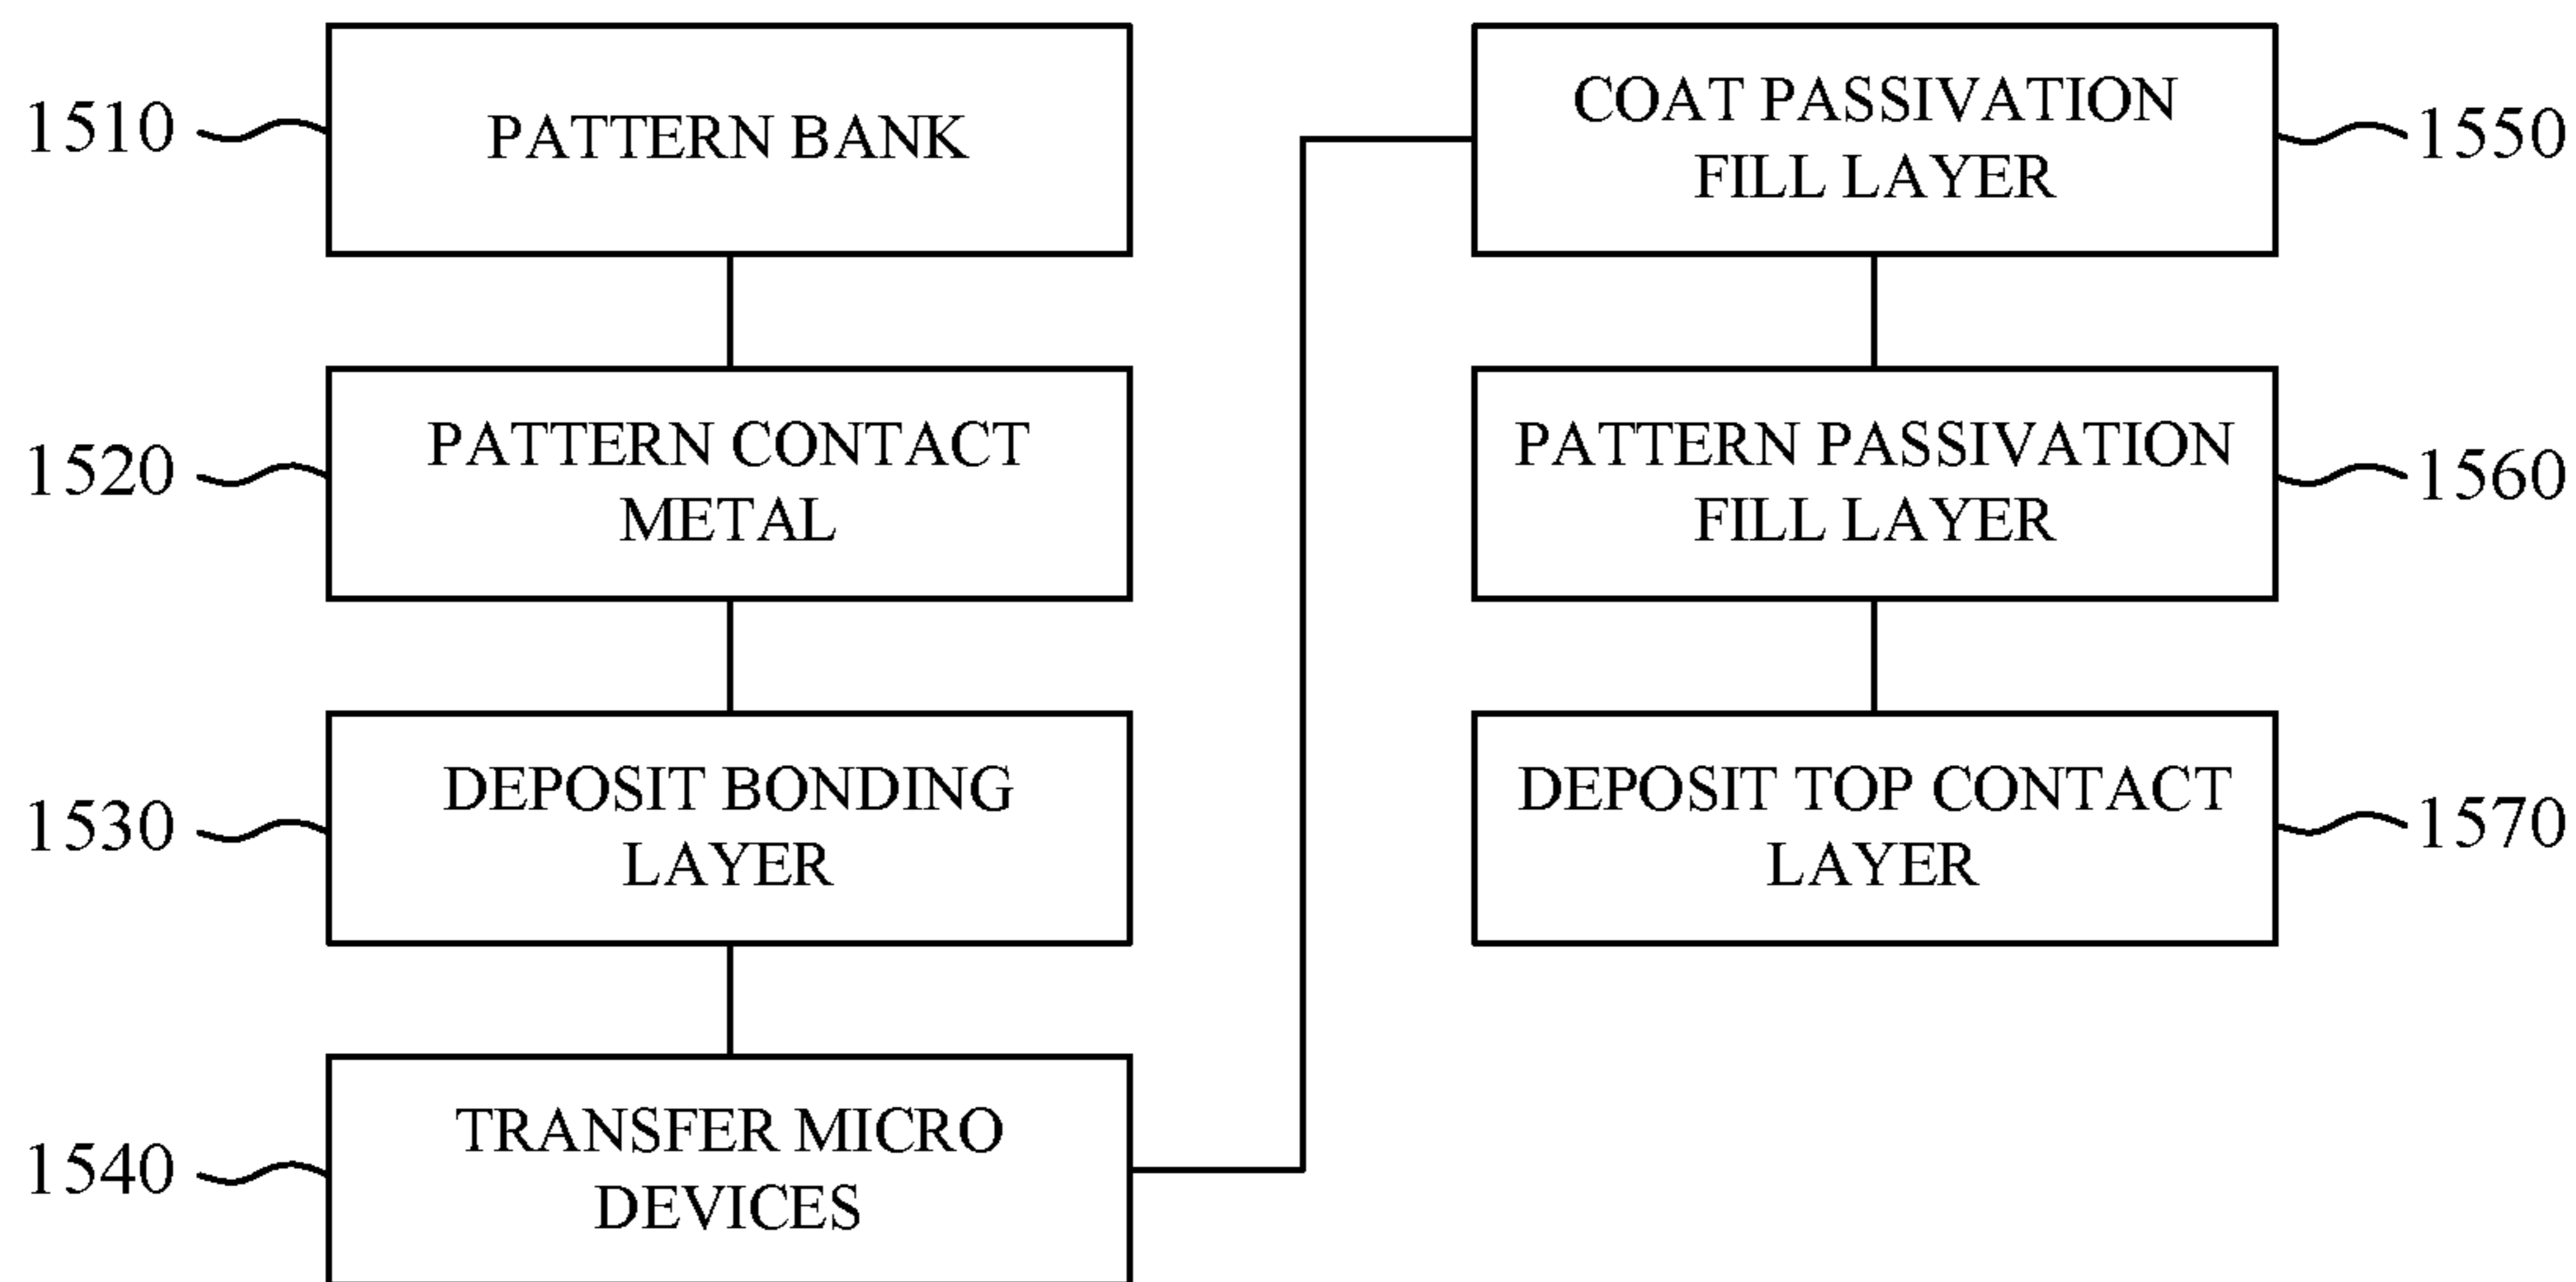 1510
PATTERN BANK
1520
PATTERN CONTACT
METAL
1530
DEPOSIT BONDING
LAYER
1540
TRANSFER MICRO
DEVICES
COAT PASSIVATION
FILL LAYER
1550
PATTERN PASSIVATION
FILL LAYER
1560
DEPOSIT TOP CONTACT
LAYER
1570